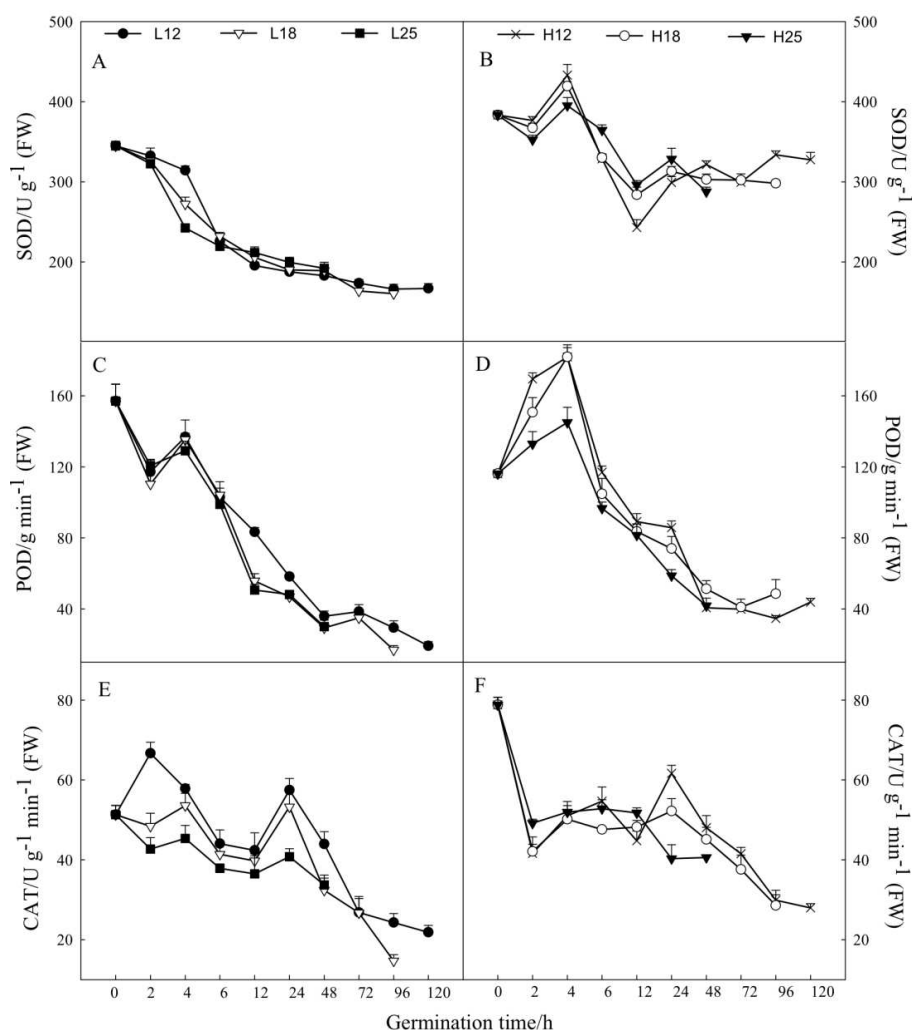 L12 L18 L25
H12 H18 H25
A
B
500
400
300
200
SOD/U g-1 (FW)
500
400
300
200
SOD/U g-1 (FW)
C
D
160
120
80
40
POD/g min-1 (FW)
160
120
80
40
POD/g min-1 (FW)
E
F
80
60
40
20
CAT/U g-1 min-1 (FW)
80
60
40
20
CAT/U g-1 min-1 (FW)
0 2 4 6 12 24 48 72 96 120
0 2 4 6 12 24 48 72 96 120
Germination time/h